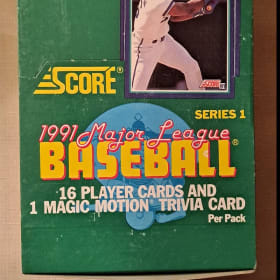 SCORE
SERIES 1
1991 Major League
BASEBALL
16 PLAYER CARDS AND
1 MAGIC MOTION TRIVIA CARD
Per Pack